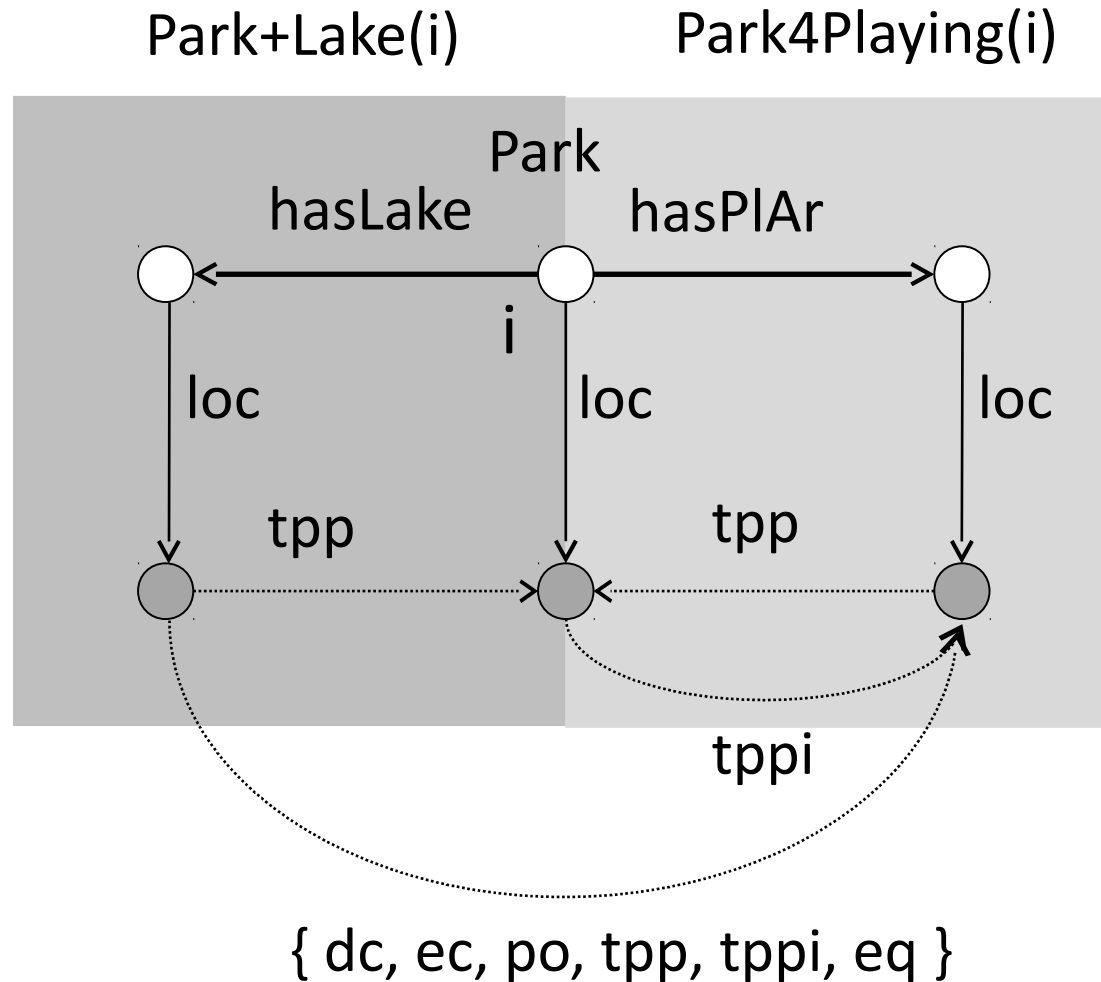 Park+Lake(i)
Park4Playing(i)
Park
hasLake
hasPlAr
i
loc
loc
loc
tpp
tpp
tppi
{ dc, ec, po, tpp, tppi, eq }